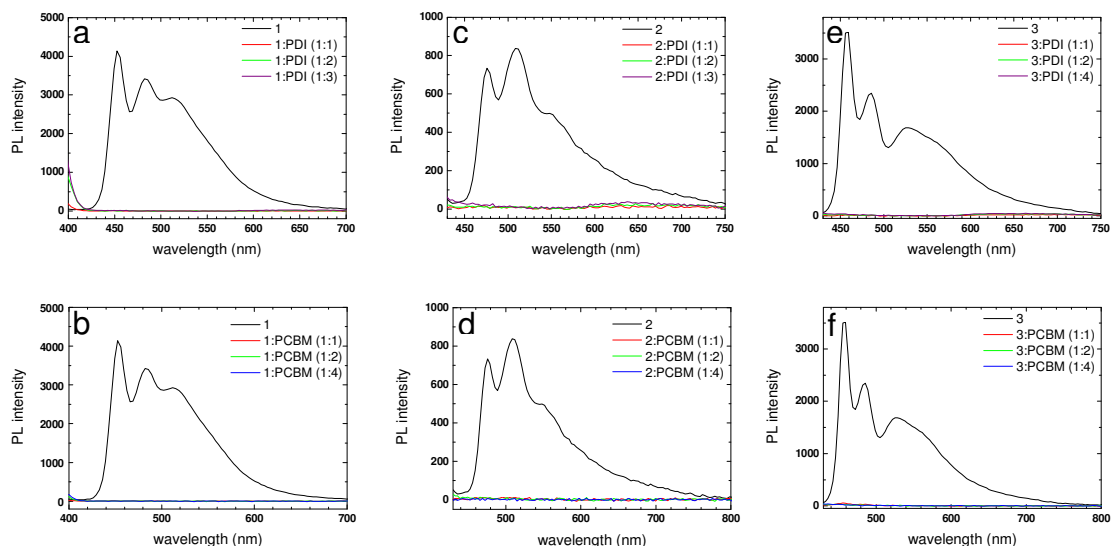 a
1
1:PDI (1:1)
1:PDI (1:2)
1:PDI (1:3)
5000
4000
3000
2000
1000
0
PL intensity
400 450 500 550 600 650 700
wavelength (nm)
c
2
2:PDI (1:1)
2:PDI (1:2)
2:PDI (1:3)
1000
800
600
400
200
0
PL intensity
450 500 550 600 650 700 750
wavelength (nm)
e
3
3:PDI (1:1)
3:PDI (1:2)
3:PDI (1:4)
3000
2000
1000
0
PL intensity
450 500 550 600 650 700 750
wavelength (nm)
b
1
1:PCBM (1:1)
1:PCBM (1:2)
1:PCBM (1:4)
5000
4000
3000
2000
1000
0
PL intensity
400 450 500 550 600 650 700
wavelength (nm)
d
2
2:PCBM (1:1)
2:PCBM (1:2)
2:PCBM (1:4)
1000
800
600
400
200
0
PL intensity
500 600 700 800
wavelength (nm)
f
3
3:PCBM (1:1)
3:PCBM (1:2)
3:PCBM (1:4)
3000
2000
1000
0
PL intensity
500 600 700 800
wavelength (nm)